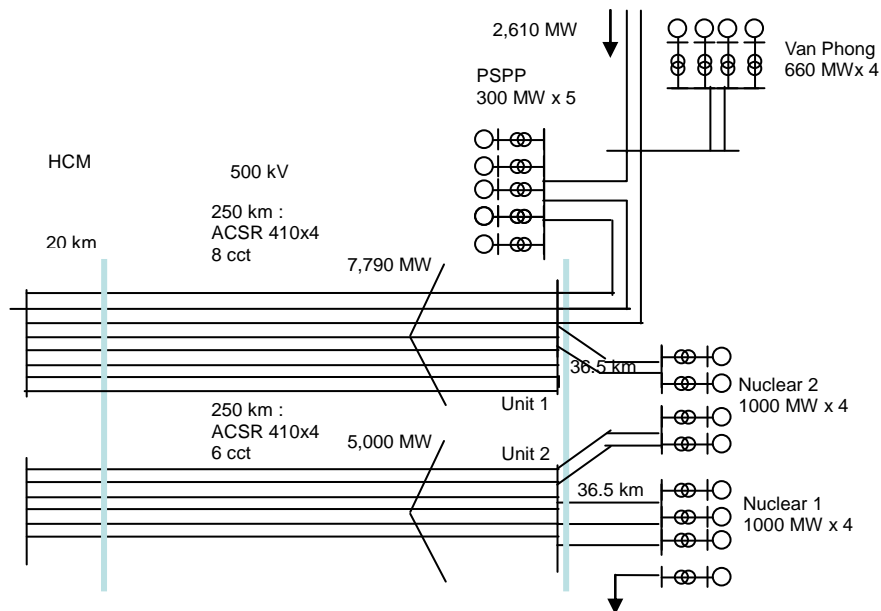 2,610 MW
Van Phong
660 MWx 4
PSPP
300 MW x 5
HCM
500 kV
250 km :
ACSR 410x4
8 cct
20 km
7,790 MW
36.5 km
Nuclear 2
1000 MW x 4
Unit 1
250 km :
ACSR 410x4
6 cct
5,000 MW
Unit 2
36.5 km
Nuclear 1
1000 MW x 4